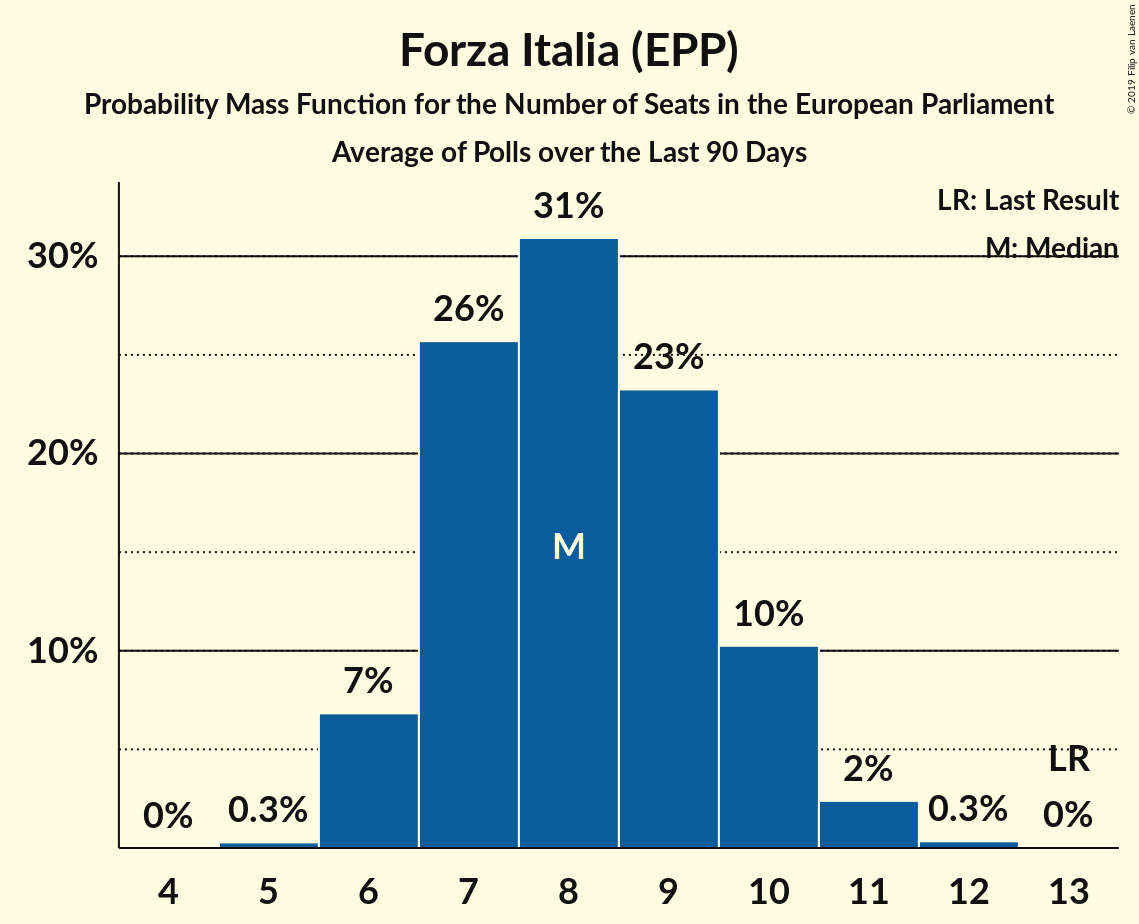 Forza Italia (EPP)
Probability Mass Function for the Number of Seats in the European Parliament
Average of Polls over the Last 90 Days
© 2019 Filip van Laenen
LR: Last Result
M: Median
30%
20%
10%
0%
0.3%
7%
26%
31%
M
23%
10%
2%
0.3%
LR
0%
4 5 6 7 8 9 10 11 12 13